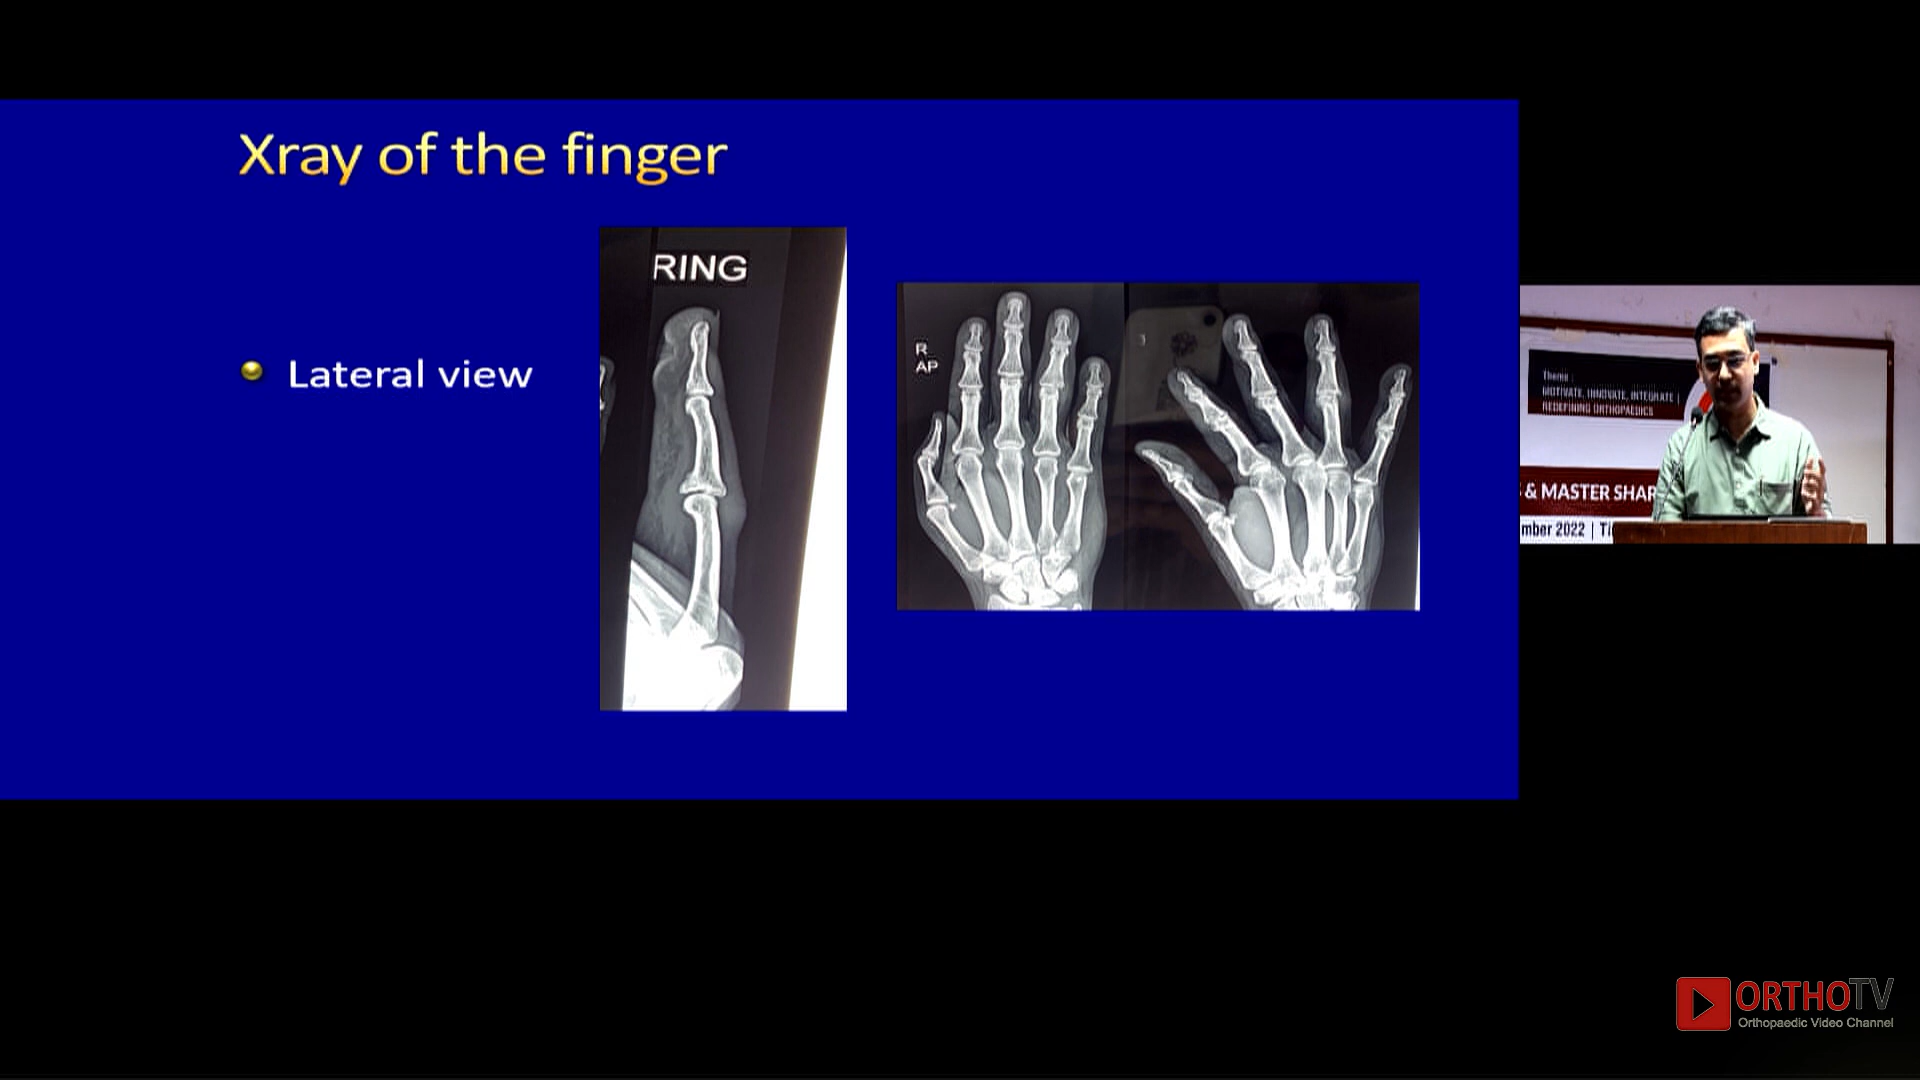 Xray of the finger
Lateral view
RING
R
AP
Theme :
MOTIVATE, INNOVATE, INTEGRATE |
REDEFINING ORTHOPAEDICS
& MASTER SHAR
mber 2022 | Ti
ORTHOTV
Orthopaedic Video Channel